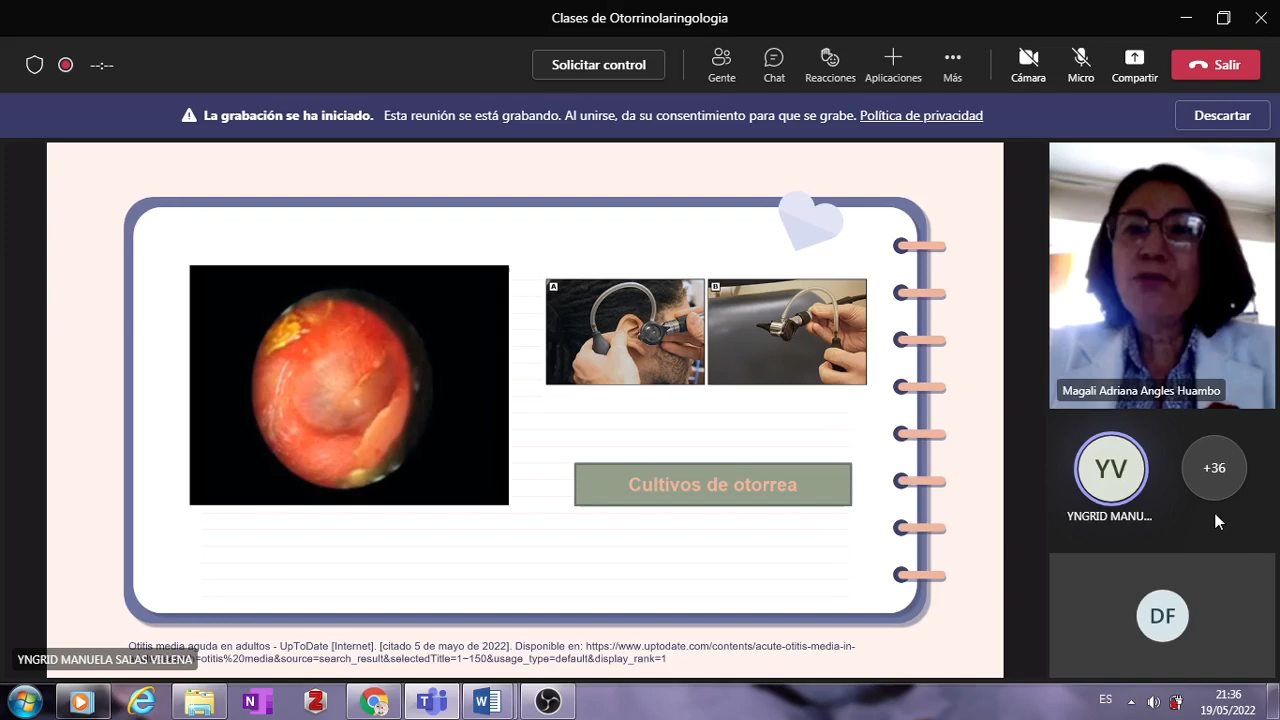 Clases de Otorrinolaringologia
--:--
Solicitar control
Gente
Chat
Reacciones
Aplicaciones
Más
Cámara
Micro
Compartir
Salir
La grabación se ha iniciado. Esta reunión se está grabando. Al unirse, da su consentimiento para que se grabe. Política de privacidad
Descartar
A
B
Cultivos de otorrea
Magali Adriana Angles Huambo
YV
+36
YNGRID MANU...
DF
Otitis media aguda en adultos - UpToDate [Internet]. [citado 5 de mayo de 2022]. Disponible en: https://www.uptodate.com/contents/acute-otitis-media-in-
YNGRID MANUELA SALAS VILLENA
=otitis%20media&source=search_result&selectedTitle=1~150&usage_type=default&display_rank=1
ES
21:36
19/05/2022